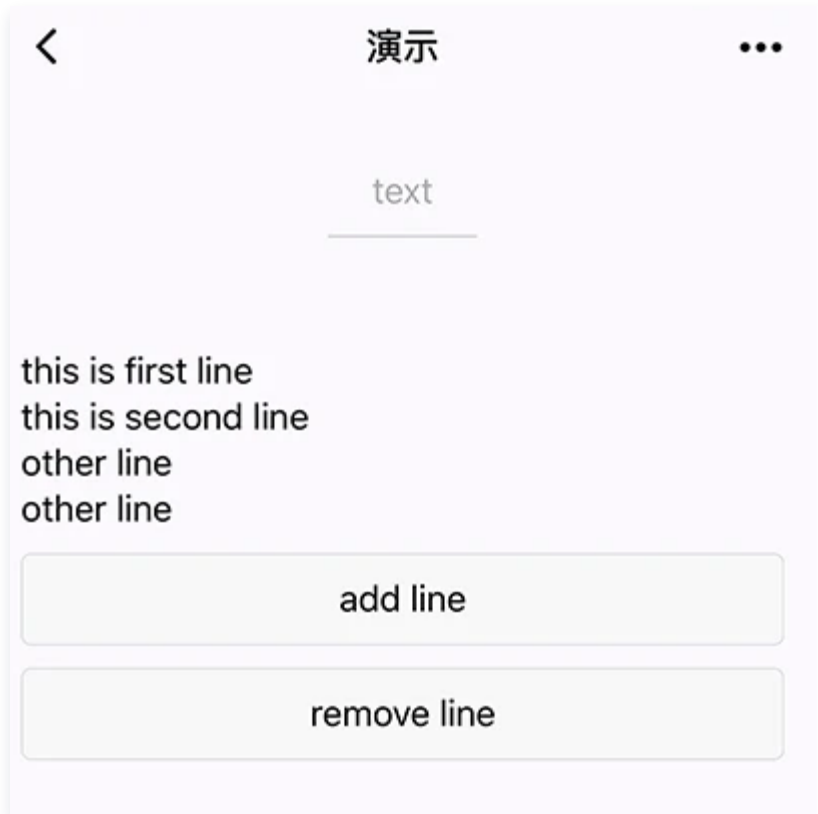 演示
text
this is first line
this is second line
other line
other line
add line
remove line